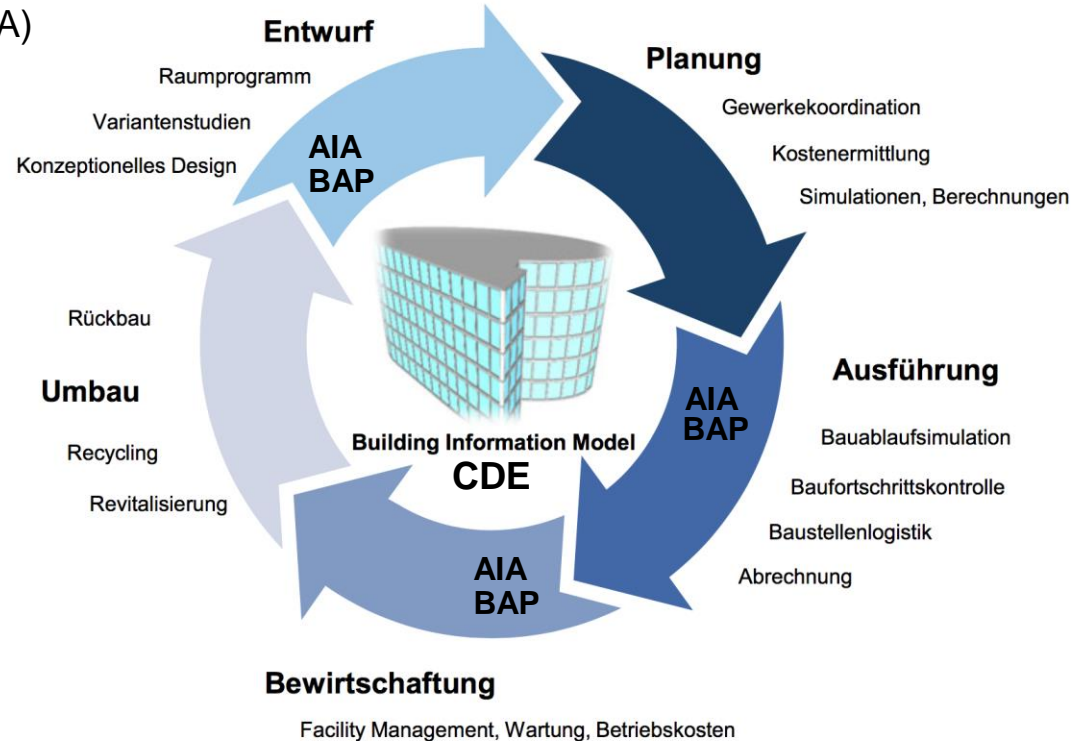 A)
Entwurf
Raumprogramm
Variantenstudien
Konzeptionelles Design
AIA
BAP
Planung
Gewerkekoordination
Kostenermittlung
Simulationen, Berechnungen
Ausführung
AIA
BAP
Bauablaufsimulation
Baufortschrittskontrolle
Baustellenlogistik
Abrechnung
Building Information Model
CDE
Rückbau
Umbau
Recycling
Revitalisierung
AIA
BAP
Bewirtschaftung
Facility Management, Wartung, Betriebskosten